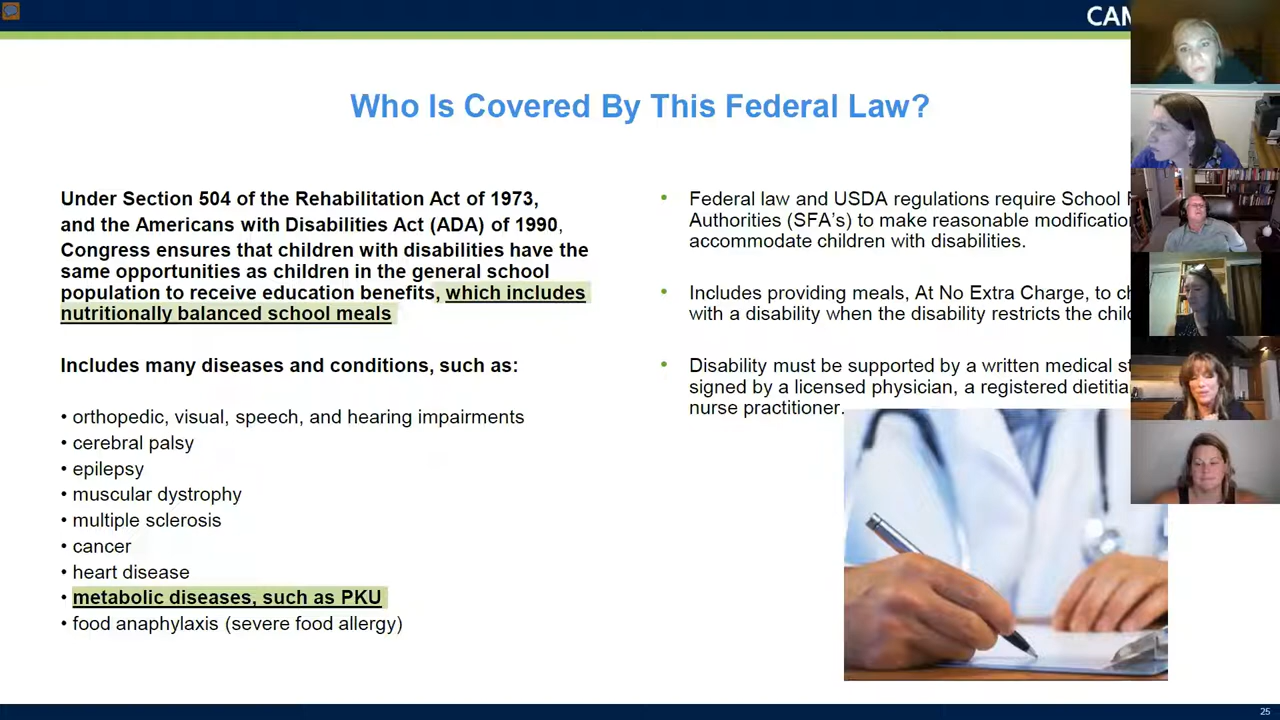 CAM
Who Is Covered By This Federal Law?
Under Section 504 of the Rehabilitation Act of 1973,
and the Americans with Disabilities Act (ADA) of 1990,
Congress ensures that children with disabilities have the
same opportunities as children in the general school
population to receive education benefits, which includes
nutritionally balanced school meals
Includes many diseases and conditions, such as:
• orthopedic, visual, speech, and hearing impairments
• cerebral palsy
• epilepsy
• muscular dystrophy
• multiple sclerosis
• cancer
• heart disease
• metabolic diseases, such as PKU
• food anaphylaxis (severe food allergy)
• Federal law and USDA regulations require School
Authorities (SFA's) to make reasonable modification
accommodate children with disabilities.
• Includes providing meals, At No Extra Charge, to
with a disability when the disability restricts the
• Disability must be supported by a written medical
signed by a licensed physician, a registered
nurse practitioner.
25